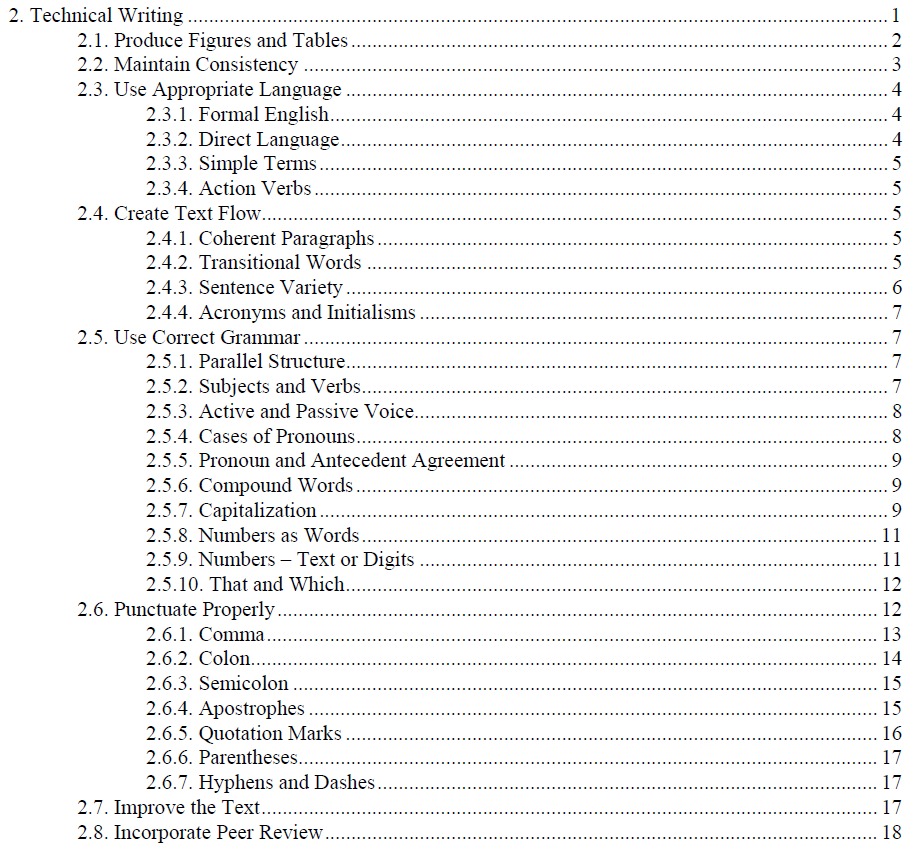 2. Technical Writing ........ 1
2.1. Produce Figures and Tables ........ 2
2.2. Maintain Consistency ........ 3
2.3. Use Appropriate Language ........ 4
2.3.1. Formal English ........ 4
2.3.2. Direct Language ........ 4
2.3.3. Simple Terms ........ 5
2.3.4. Action Verbs ........ 5
2.4. Create Text Flow ........ 5
2.4.1. Coherent Paragraphs ........ 5
2.4.2. Transitional Words ........ 5
2.4.3. Sentence Variety ........ 6
2.4.4. Acronyms and Initialisms ........ 7
2.5. Use Correct Grammar ........ 7
2.5.1. Parallel Structure ........ 7
2.5.2. Subjects and Verbs ........ 7
2.5.3. Active and Passive Voice ........ 8
2.5.4. Cases of Pronouns ........ 8
2.5.5. Pronoun and Antecedent Agreement ........ 9
2.5.6. Compound Words ........ 9
2.5.7. Capitalization ........ 9
2.5.8. Numbers as Words ........ 11
2.5.9. Numbers – Text or Digits ........ 11
2.5.10. That and Which ........ 12
2.6. Punctuate Properly ........ 12
2.6.1. Comma ........ 13
2.6.2. Colon ........ 14
2.6.3. Semicolon ........ 15
2.6.4. Apostrophes ........ 15
2.6.5. Quotation Marks ........ 16
2.6.6. Parentheses ........ 17
2.6.7. Hyphens and Dashes ........ 17
2.7. Improve the Text ........ 17
2.8. Incorporate Peer Review ........ 18